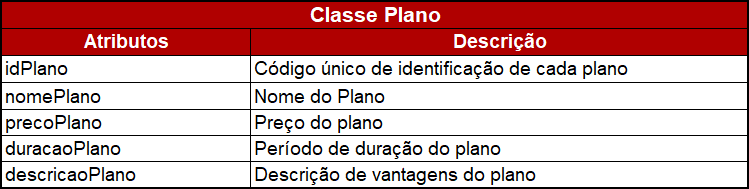 Classe Plano
Atributos Descrição
idPlano Código único de identificação de cada plano
nomePlano Nome do Plano
precoPlano Preço do plano
duracaoPlano Período de duração do plano
descricaoPlano Descrição de vantagens do plano